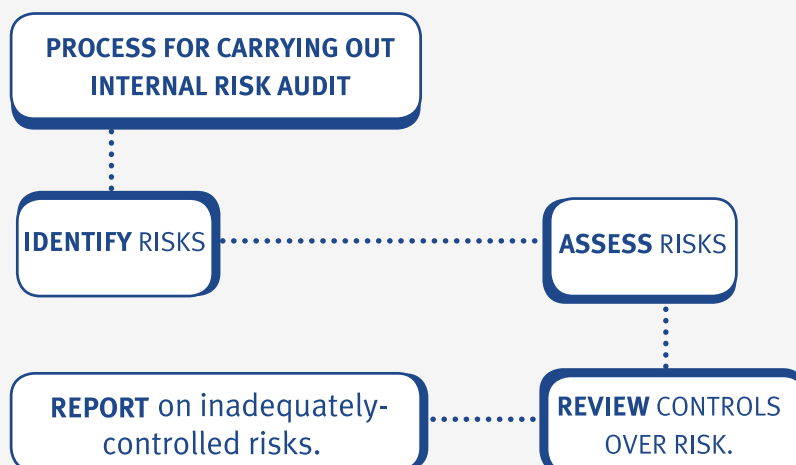 PROCESS FOR CARRYING OUT
INTERNAL RISK AUDIT
IDENTIFY RISKS
ASSESS RISKS
REVIEW CONTROLS
OVER RISK.
REPORT on inadequately-
controlled risks.